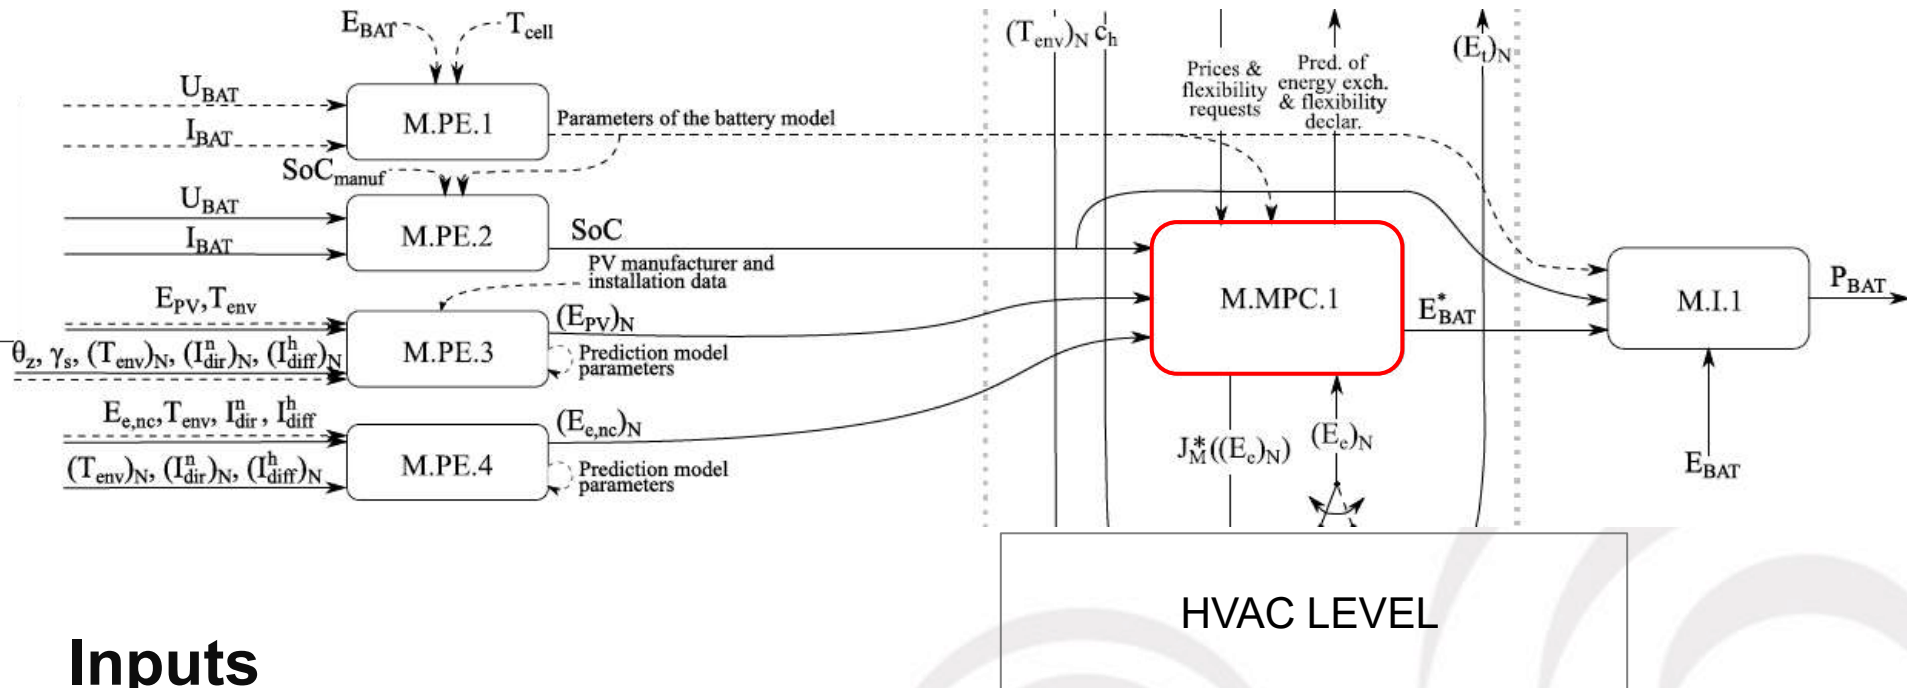 E_BAT
T_cell
(T_env)_N
c_h
(E_t)_N
Prices &
flexibility
requests
Pred. of
energy exch.
& flexibility
declar.
U_BAT
I_BAT
M.PE.1
Parameters of the battery model
SoC_manuf
U_BAT
I_BAT
M.PE.2
SoC
PV manufacturer and
installation data
E_PV, T_env
θ_z, γ_s, (T_env)_N, (I^n_dir)_N, (I^h_diff)_N
M.PE.3
(E_PV)_N
Prediction model
parameters
E_e,nc, T_env, I^n_dir, I^h_diff
(T_env)_N, (I^n_dir)_N, (I^h_diff)_N
M.PE.4
(E_e,nc)_N
Prediction model
parameters
M.MPC.1
E*_BAT
M.I.1
P_BAT
E_BAT
J*_M((E_e)_N)
(E_e)_N
HVAC LEVEL
Inputs